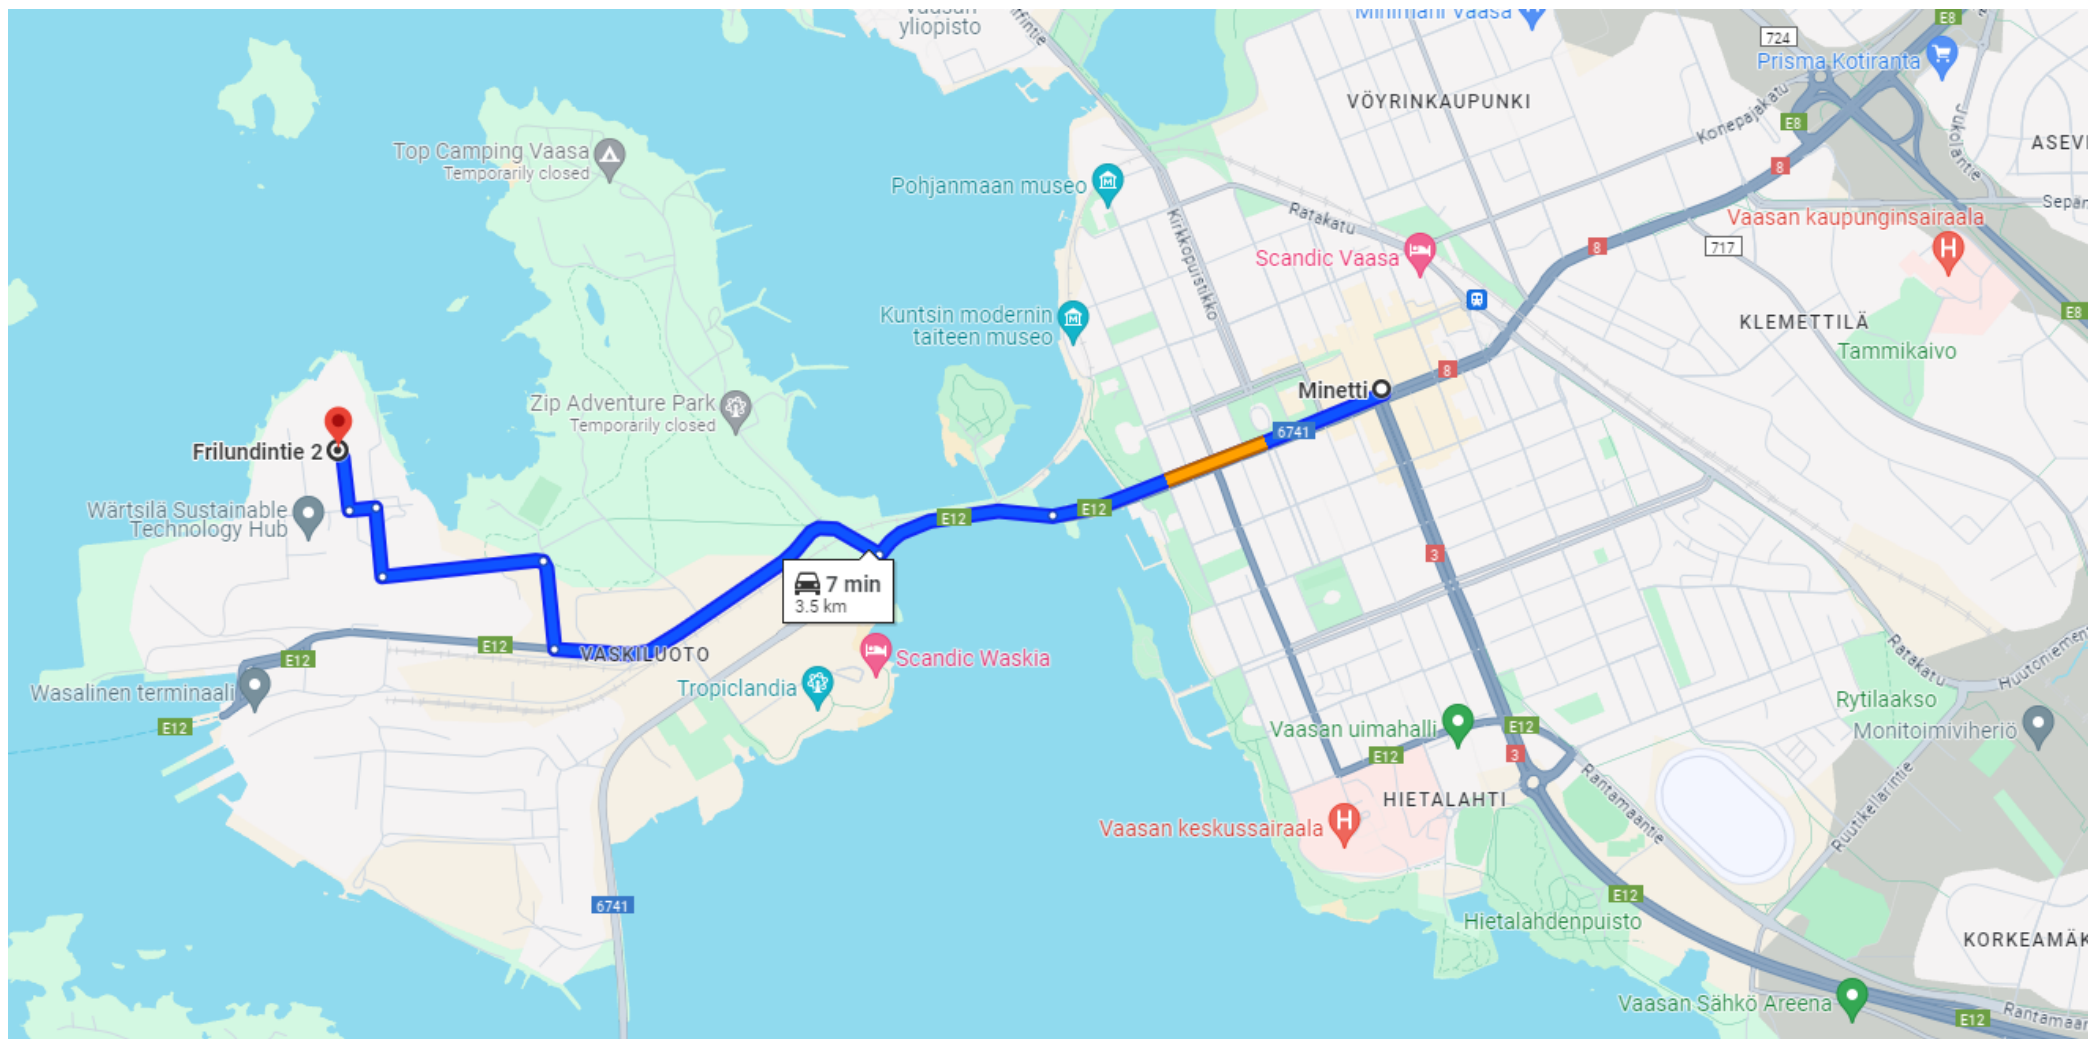 Vaasan
yliopisto
Minimani Vaasa
E8
724
Prisma Kotiranta
VÖYRINKAUPUNKI
Konepajakatu
E8
Jukolantie
Top Camping Vaasa
Temporarily closed
8
Pohjanmaan museo
Ratakatu
Kirkkopuistikko
Vaasan kaupunginsairaala
8
717
Scandic Vaasa
Kuntsin modernin
taiteen museo
E8
KLEMETTILÄ
Tammikaivo
8
Minetti
Zip Adventure Park
Temporarily closed
6741
Frilundintie 2
Wärtsilä Sustainable
Technology Hub
E12
E12
3
7 min
3.5 km
E12
E12
VASKILUOTO
Scandic Waskia
Tropiclandia
Wasalinen terminaali
E12
Ratakatu
Rytilaakso
Monitoimiviheriö
Vaasan uimahalli
E12
E12
3
Rantamaantie
Ruutikellarintie
HIETALAHTI
Vaasan keskussairaala
6741
E12
Hietalahdenpuisto
Vaasan Sähkö Areena
E12